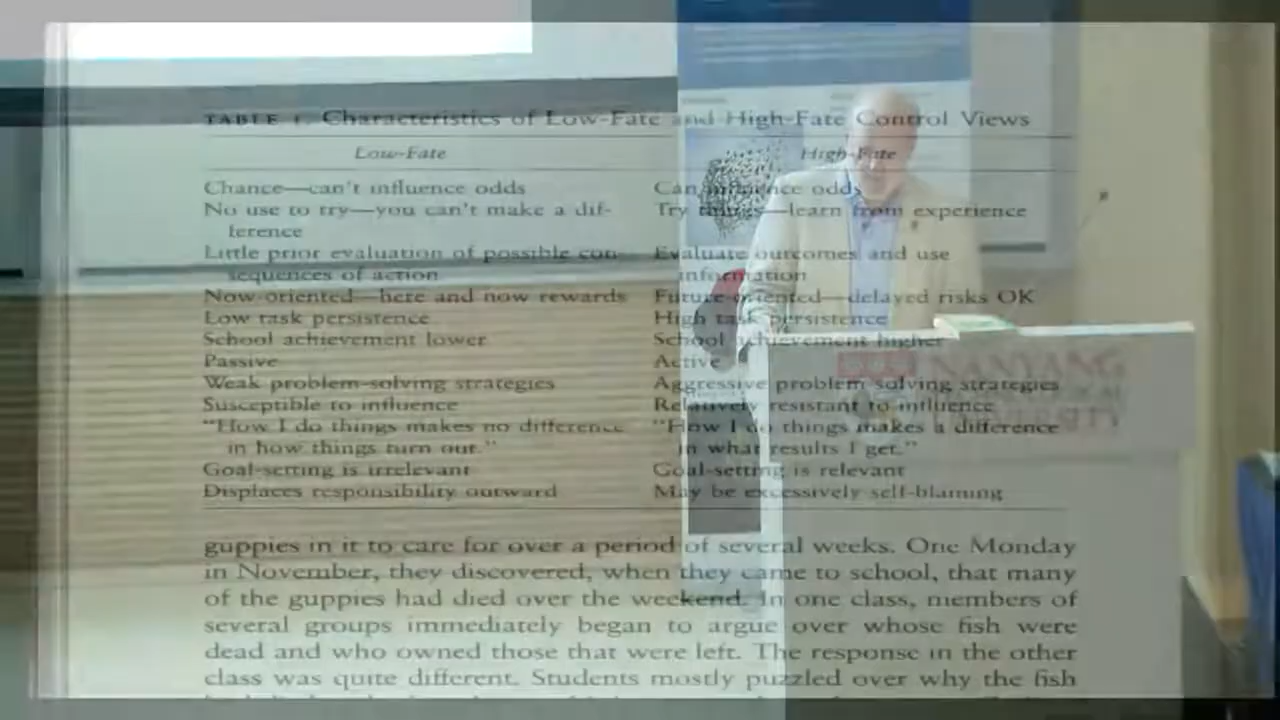 TABLE 1. Characteristics of Low-Fate and High-Fate Control Views
Low-Fate High-Fate
Chance—can't influence odds Can influence odds
No use to try—you can't make a dif- Try things—learn from experience
ference
Little prior evaluation of possible con- Evaluate outcomes and use
sequences of action information
Now-oriented—here and now rewards Future-oriented—delayed risks OK
Low task persistence High task persistence
School achievement lower School achievement higher
Passive Active
Weak problem-solving strategies Aggressive problem-solving strategies
Susceptible to influence Relatively resistant to influence
"How I do things makes no difference "How I do things makes a difference
in how things turn out." in what results I get."
Goal-setting is irrelevant Goal-setting is relevant
Displaces responsibility outward May be excessively self-blaming
guppies in it to care for over a period of several weeks. One Monday
in November, they discovered, when they came to school, that many
of the guppies had died over the weekend. In one class, members of
several groups immediately began to argue over whose fish were
dead and who owned those that were left. The response in the other
class was quite different. Students mostly puzzled over why the fish
NANYANG
UNIVERSITY